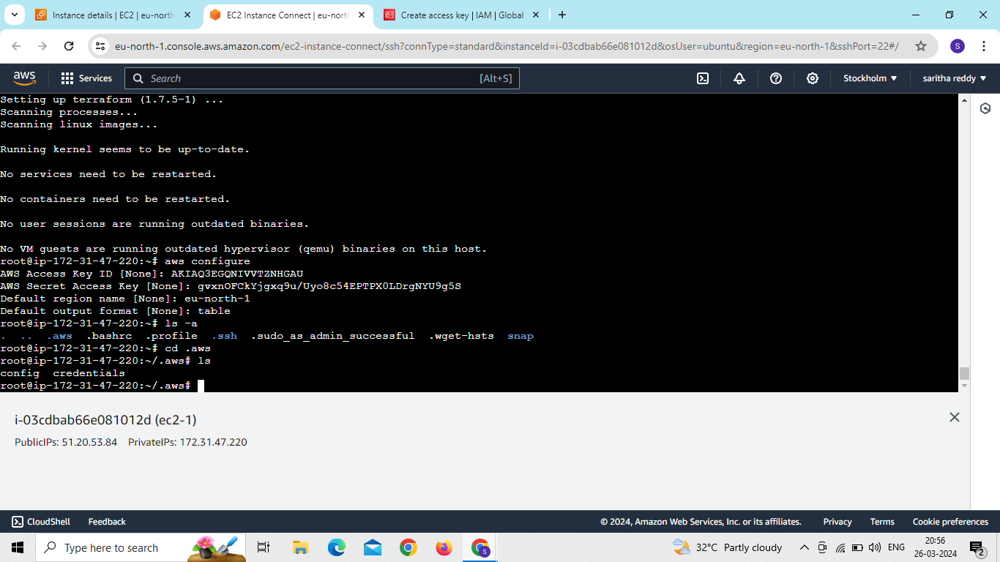 Instance details | EC2 | eu-north
EC2 Instance Connect | eu-nort
Create access key | IAM | Global
eu-north-1.console.aws.amazon.com/ec2-instance-connect/ssh?connType=standard&instanceId=i-03cdbab66e081012d&osUser=ubuntu&region=eu-north-1&sshPort=22#/
S
aws
Services
Search
[Alt+S]
Stockholm
saritha reddy
Setting up terraform (1.7.5-1) ...
Scanning processes...
Scanning linux images...
Running kernel seems to be up-to-date.
No services need to be restarted.
No containers need to be restarted.
No user sessions are running outdated binaries.
No VM guests are running outdated hypervisor (qemu) binaries on this host.
root@ip-172-31-47-220:~# aws configure
AWS Access Key ID [None]: AKIAQ3EGQNIVVTZNHGAU
AWS Secret Access Key [None]: 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
Default region name [None]: eu-north-1
Default output format [None]: table
root@ip-172-31-47-220:~# ls -a
.  ..  .aws  .bashrc  .profile  .ssh  .sudo_as_admin_successful  .wget-hsts  snap
root@ip-172-31-47-220:~# cd .aws
root@ip-172-31-47-220:~/.aws# ls
config  credentials
root@ip-172-31-47-220:~/.aws#
i-03cdbab66e081012d (ec2-1)
PublicIPs: 51.20.53.84    PrivateIPs: 172.31.47.220
CloudShell
Feedback
© 2024, Amazon Web Services, Inc. or its affiliates.
Privacy
Terms
Cookie preferences
Type here to search
S
32°C  Partly cloudy
ENG
20:56
26-03-2024
2